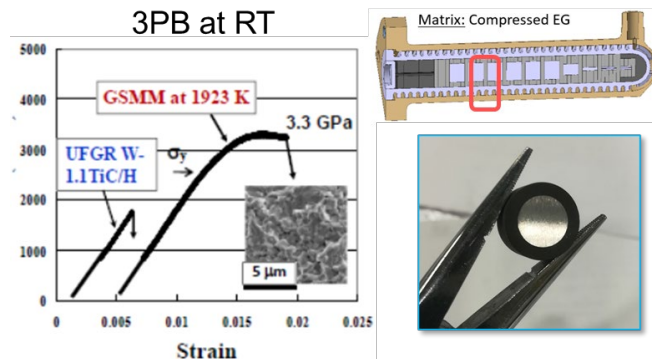 3PB at RT
Matrix: Compressed EG
5000
4000
3000
2000
1000
0
GSMM at 1923 K
3.3 GPa
UFGR W-
1.1TiC/H
σy
5 μm
0
0.005
0.01
0.015
0.02
0.025
Strain